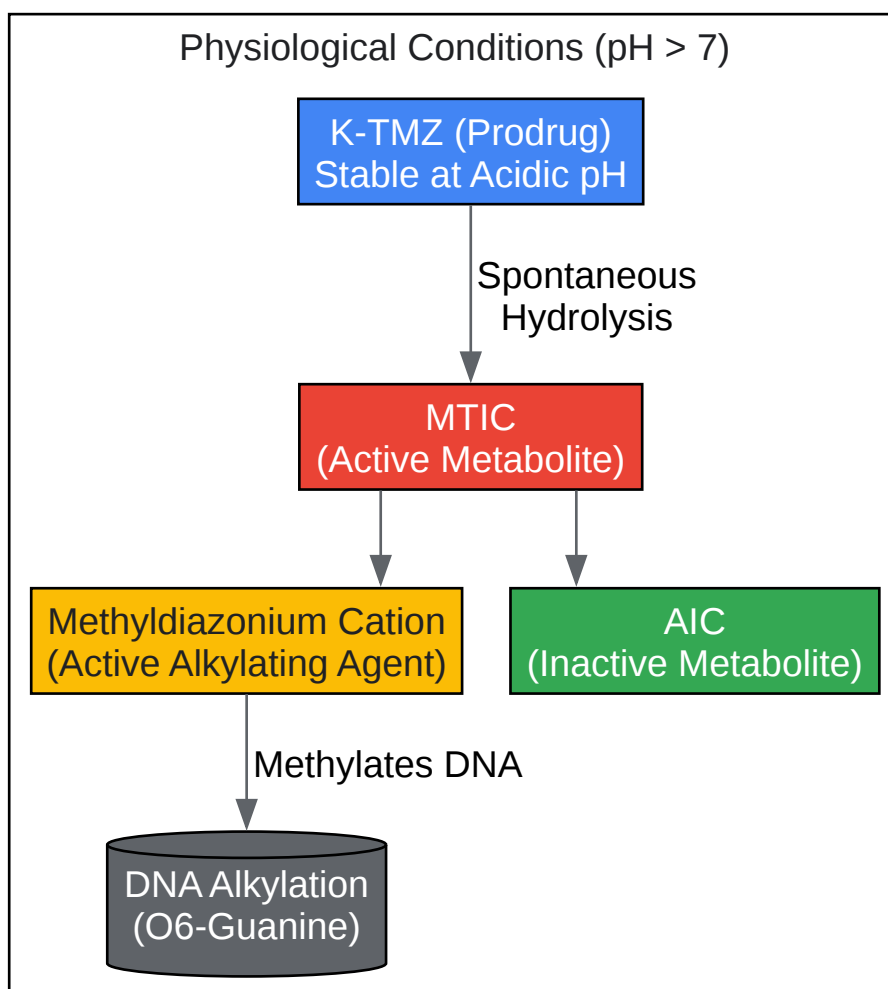 Physiological Conditions (pH > 7)
K-TMZ (Prodrug)
Stable at Acidic pH
Spontaneous
Hydrolysis
MTIC
(Active Metabolite)
Methyldiazonium Cation
(Active Alkylating Agent)
AIC
(Inactive Metabolite)
Methylates DNA
DNA Alkylation
(O6-Guanine)